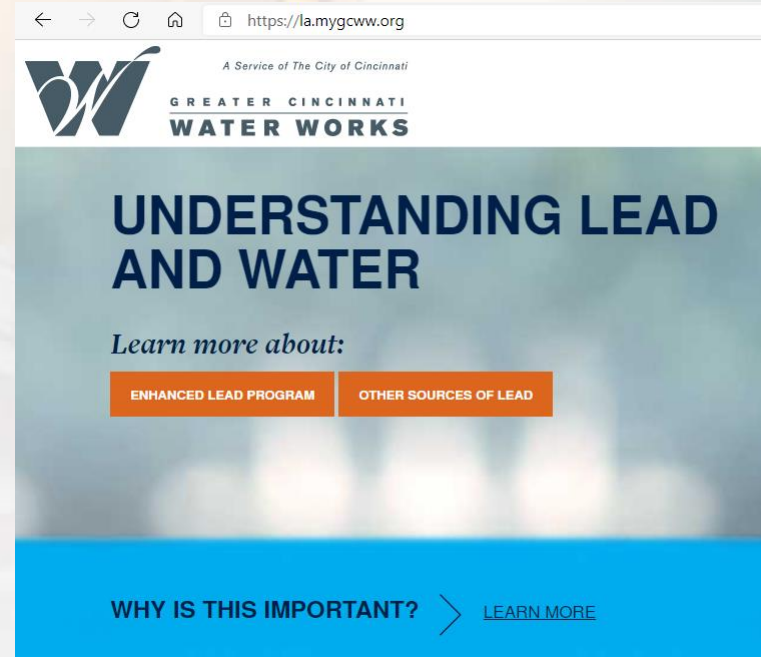 https://la.mygcww.org
A Service of The City of Cincinnati
GREATER CINCINNATI
WATER WORKS
UNDERSTANDING LEAD
AND WATER
Learn more about:
ENHANCED LEAD PROGRAM OTHER SOURCES OF LEAD
WHY IS THIS IMPORTANT? LEARN MORE